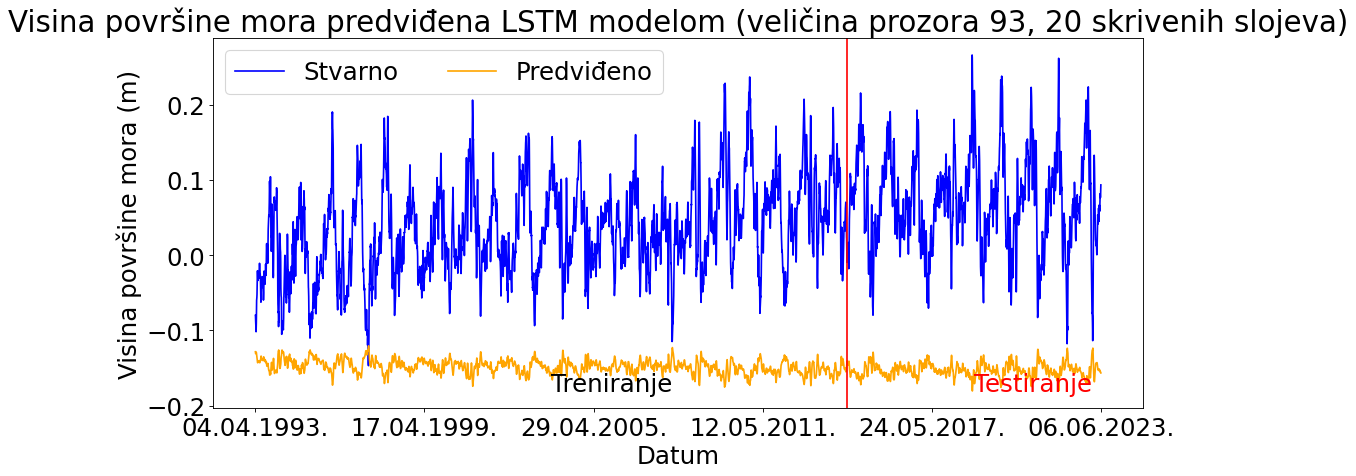 Visina površine mora predviđena LSTM modelom (veličina prozora 93, 20 skrivenih slojeva)
Stvarno
Predviđeno
Visina površine mora (m)
0.2
0.1
0.0
−0.1
−0.2
Treniranje
Testiranje
04.04.1993.
17.04.1999.
29.04.2005.
12.05.2011.
24.05.2017.
06.06.2023.
Datum